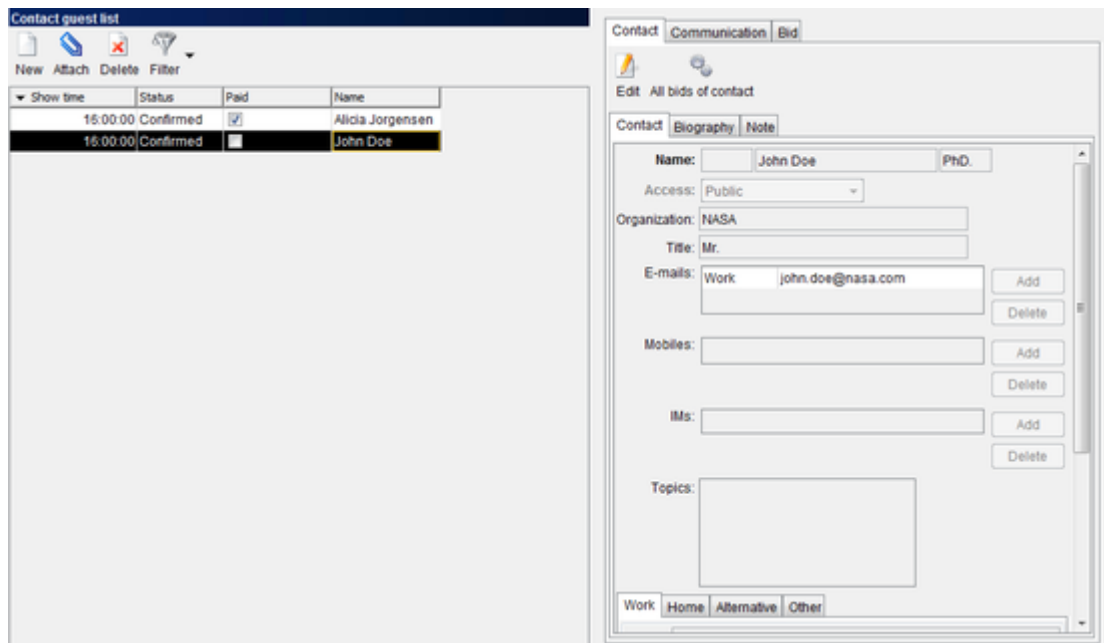 Contact guest list
New Attach Delete Filter
Show time Status Paid Name
16:00:00 Confirmed Alicia Jorgensen
16:00:00 Confirmed John Doe
Contact Communication Bid
Edit All bids of contact
Contact Biography Note
Name: John Doe PhD.
Access: Public
Organization: NASA
Title: Mr.
E-mails: Work john.doe@nasa.com Add
Delete
Mobiles: Add
Delete
IMs: Add
Delete
Topics:
Work Home Alternative Other